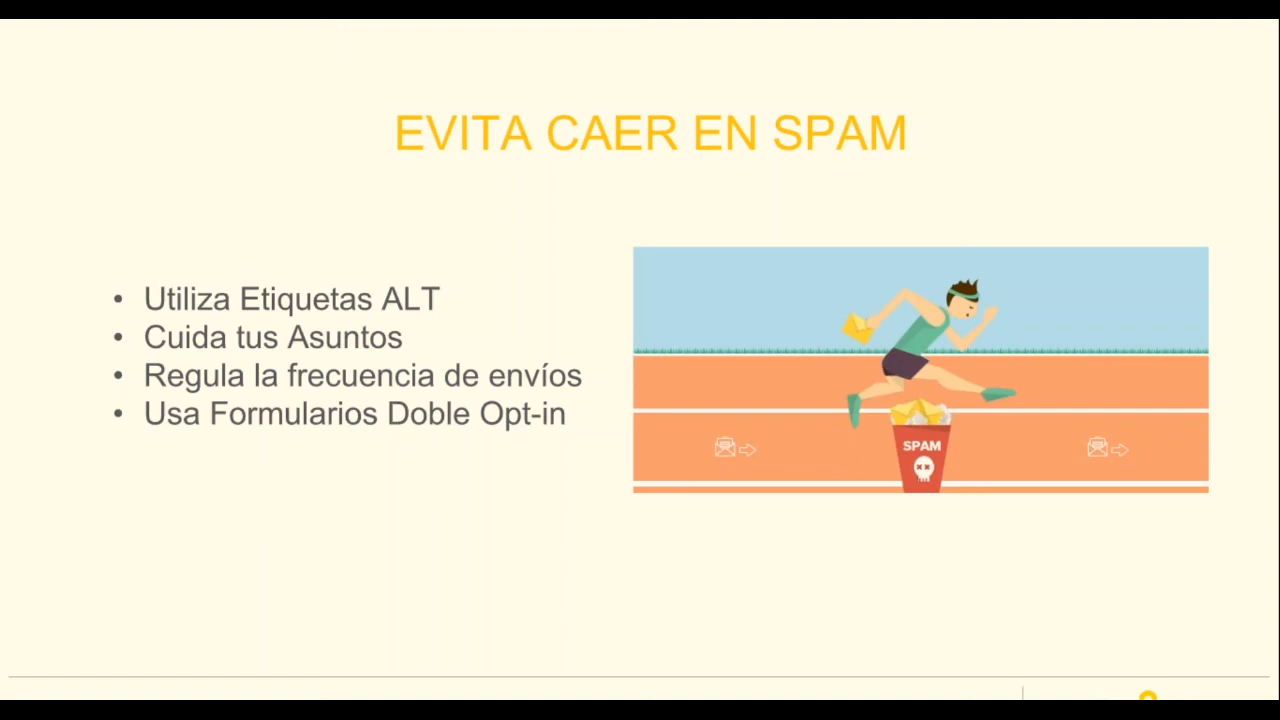 EVITA CAER EN SPAM
• Utiliza Etiquetas ALT
• Cuida tus Asuntos
• Regula la frecuencia de envíos
• Usa Formularios Doble Opt-in
SPAM